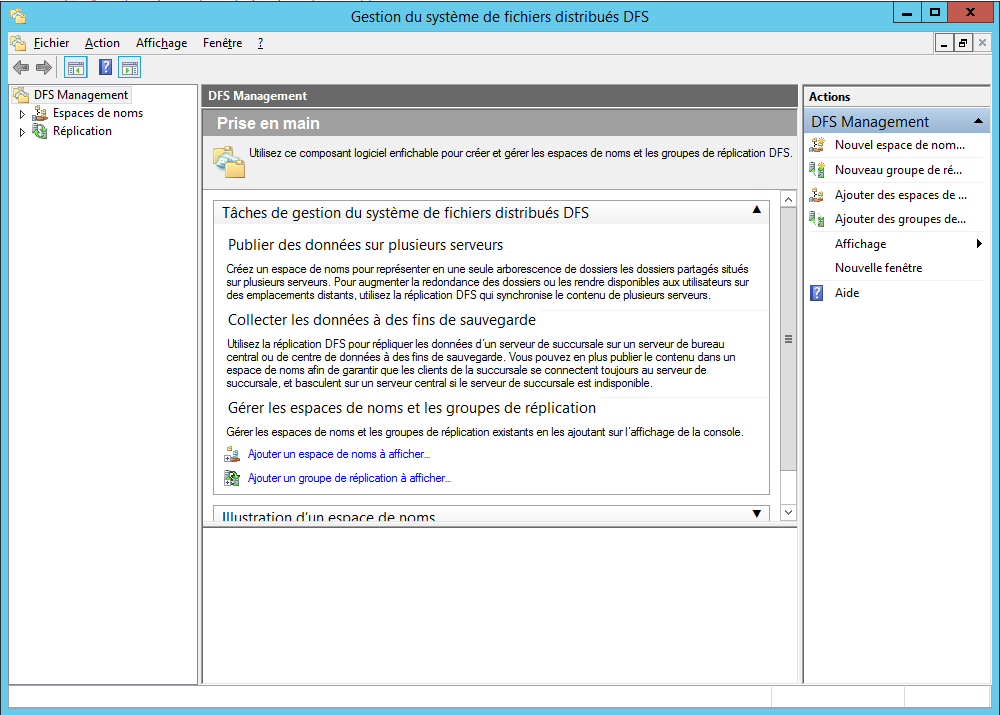 Gestion du système de fichiers distribués DFS
Fichier Action Affichage Fenêtre ?
DFS Management
Espaces de noms
Réplication
DFS Management
Prise en main
Utilisez ce composant logiciel enfichable pour créer et gérer les espaces de noms et les groupes de réplication DFS.
Tâches de gestion du système de fichiers distribués DFS
Publier des données sur plusieurs serveurs
Créez un espace de noms pour représenter en une seule arborescence de dossiers les dossiers partagés situés
sur plusieurs serveurs. Pour augmenter la redondance des dossiers ou les rendre disponibles aux utilisateurs sur
des emplacements distants, utilisez la réplication DFS qui synchronise le contenu de plusieurs serveurs.
Collecter les données à des fins de sauvegarde
Utilisez la réplication DFS pour répliquer les données d'un serveur de succursale sur un serveur de bureau
central ou de centre de données à des fins de sauvegarde. Vous pouvez en plus publier le contenu dans un
espace de noms afin de garantir que les clients de la succursale se connectent toujours au serveur de
succursale, et basculent sur un serveur central si le serveur de succursale est indisponible.
Gérer les espaces de noms et les groupes de réplication
Gérer les espaces de noms et les groupes de réplication existants en les ajoutant sur l'affichage de la console.
Ajouter un espace de noms à afficher...
Ajouter un groupe de réplication à afficher...
Illustration d'un espace de noms
Actions
DFS Management
Nouvel espace de nom...
Nouveau groupe de ré...
Ajouter des espaces de ...
Ajouter des groupes de...
Affichage
Nouvelle fenêtre
Aide